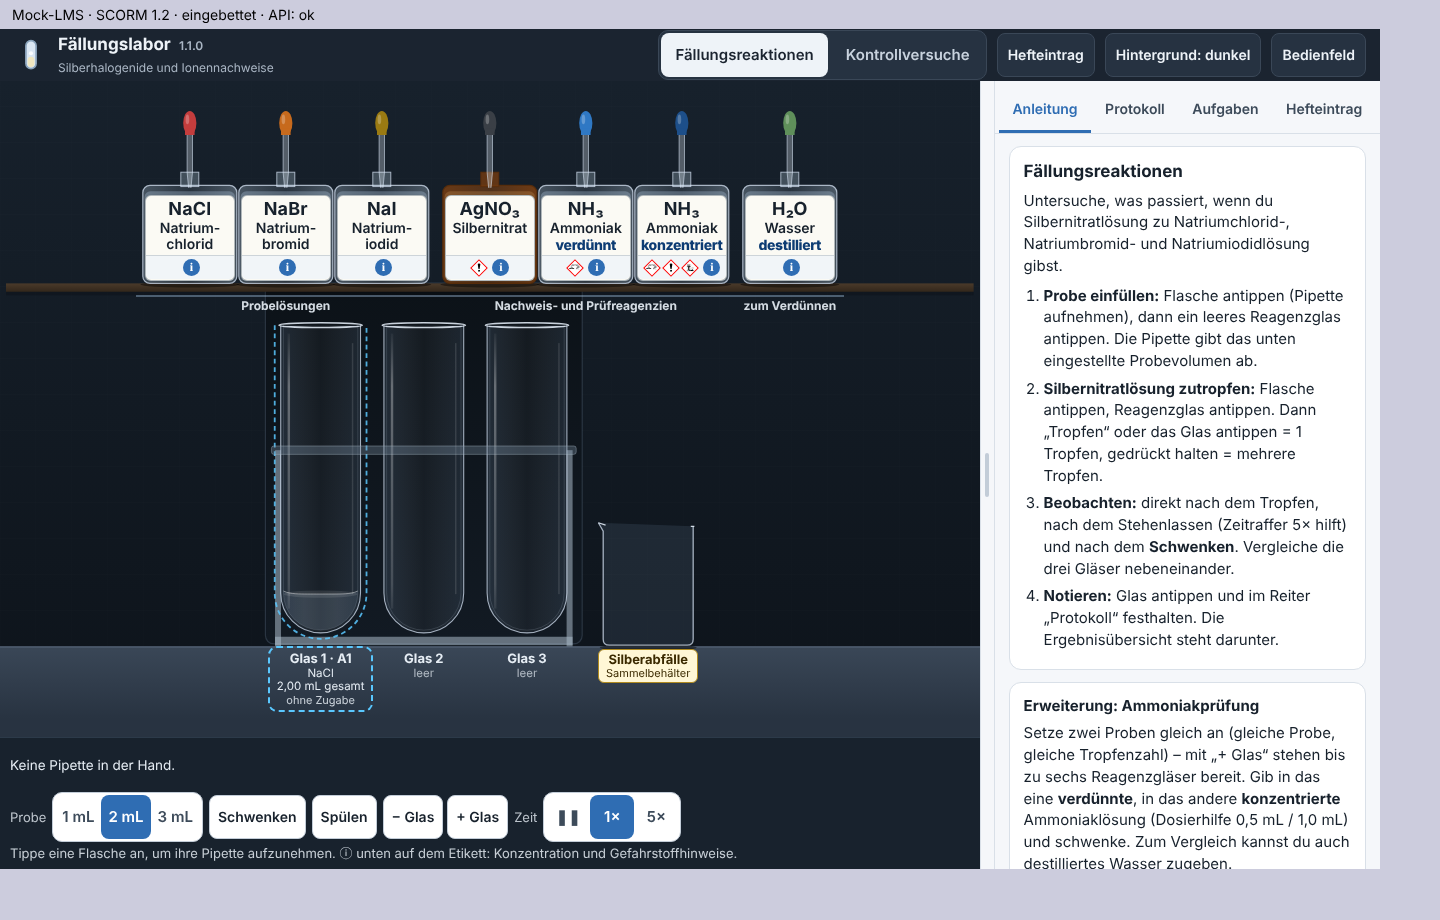 Mock-LMS · SCORM 1.2 · eingebettet · API: ok
Fällungslabor 1.1.0
Silberhalogenide und Ionennachweise
Fällungsreaktionen
Kontrollversuche
Hefteintrag
Hintergrund: dunkel
Bedienfeld
NaCl
Natrium-
chlorid
i
NaBr
Natrium-
bromid
i
NaI
Natrium-
iodid
i
AgNO₃
Silbernitrat
i
NH₃
Ammoniak
verdünnt
i
NH₃
Ammoniak
konzentriert
i
H₂O
Wasser
destilliert
i
Probelösungen
Nachweis- und Prüfreagenzien
zum Verdünnen
Glas 1 · A1
NaCl
2,00 mL gesamt
ohne Zugabe
Glas 2
leer
Glas 3
leer
Silberabfälle
Sammelbehälter
Keine Pipette in der Hand.
Probe
1 mL
2 mL
3 mL
Schwenken
Spülen
− Glas
+ Glas
Zeit
❚❚
1×
5×
Tippe eine Flasche an, um ihre Pipette aufzunehmen. ⓘ unten auf dem Etikett: Konzentration und Gefahrstoffhinweise.
Anleitung
Protokoll
Aufgaben
Hefteintrag
Fällungsreaktionen
Untersuche, was passiert, wenn du
Silbernitratlösung zu Natriumchlorid-,
Natriumbromid- und Natriumiodidlösung
gibst.
1. Probe einfüllen: Flasche antippen (Pipette
aufnehmen), dann ein leeres Reagenzglas
antippen. Die Pipette gibt das unten
eingestellte Probevolumen ab.
2. Silbernitratlösung zutropfen: Flasche
antippen, Reagenzglas antippen. Dann
„Tropfen“ oder das Glas antippen = 1
Tropfen, gedrückt halten = mehrere
Tropfen.
3. Beobachten: direkt nach dem Tropfen,
nach dem Stehenlassen (Zeitraffer 5× hilft)
und nach dem Schwenken. Vergleiche die
drei Gläser nebeneinander.
4. Notieren: Glas antippen und im Reiter
„Protokoll“ festhalten. Die
Ergebnisübersicht steht darunter.
Erweiterung: Ammoniakprüfung
Setze zwei Proben gleich an (gleiche Probe,
gleiche Tropfenzahl) – mit „+ Glas“ stehen bis
zu sechs Reagenzgläser bereit. Gib in das
eine verdünnte, in das andere konzentrierte
Ammoniaklösung (Dosierhilfe 0,5 mL / 1,0 mL)
und schwenke. Zum Vergleich kannst du auch
destilliertes Wasser zugeben.